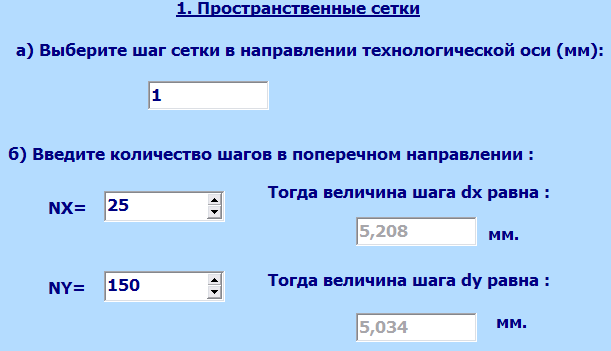 1. Пространственные сетки
а) Выберите шаг сетки в направлении технологической оси (мм):
1
б) Введите количество шагов в поперечном направлении :
Тогда величина шага dx равна :
NX= 25
5,208 мм.
Тогда величина шага dy равна :
NY= 150
5,034 мм.